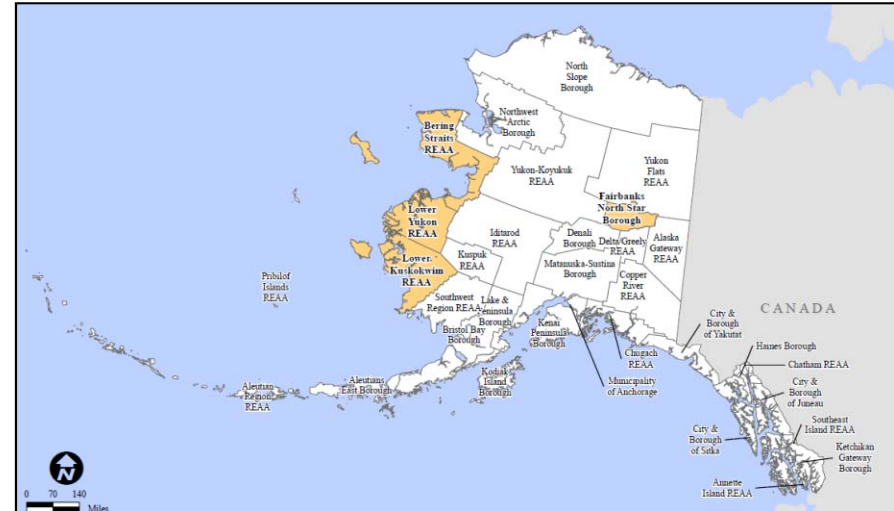 North
Slope
Borough
Northwest
Arctic
Borough
Bering
Straits
REAA
Yukon-Koyukuk
REAA
Yukon
Flats
REAA
Fairbanks
North Star
Borough
Lower
Yukon
REAA
Iditarod
REAA
Denali
Borough
Delta/Greely
REAA
Alaska
Gateway
REAA
Kuspuk
REAA
Matanuska-Susitna
Borough
Lower
Kuskokwim
REAA
Copper
River
REAA
Pribilof
Islands
REAA
Southwest
Region REAA
Lake &
Peninsula
Borough
Bristol Bay
Borough
Kenai
Peninsula
Borough
CANADA
City &
Borough
of Yakutat
Haines Borough
Chatham REAA
Chugach
REAA
Municipality
of Anchorage
City &
Borough
of Juneau
Aleutian
Region
REAA
Aleutians
East Borough
Kodiak
Island
Borough
Southeast
Island REAA
City &
Borough
of Sitka
Ketchikan
Gateway
Borough
Annette
Island REAA
N
0 70 140
Miles